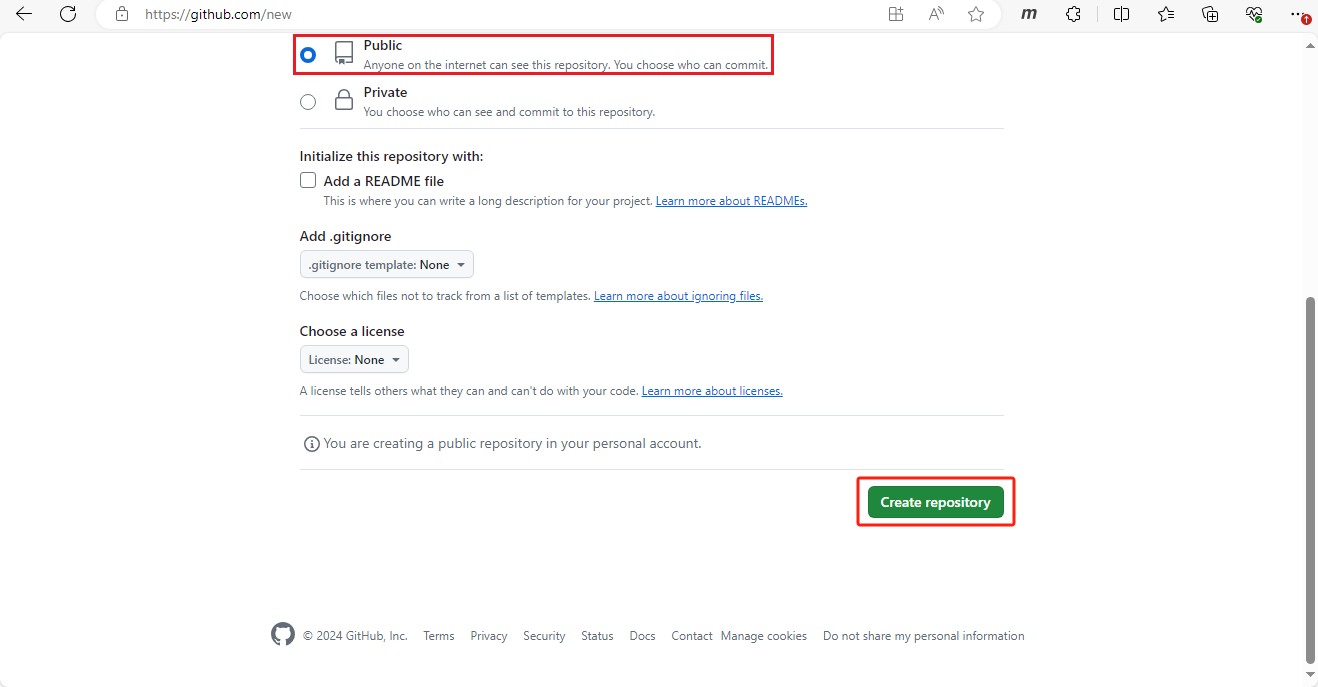 https://github.com/new
Public
Anyone on the internet can see this repository. You choose who can commit.
Private
You choose who can see and commit to this repository.
Initialize this repository with:
Add a README file
This is where you can write a long description for your project. Learn more about READMEs.
Add .gitignore
.gitignore template: None
Choose which files not to track from a list of templates. Learn more about ignoring files.
Choose a license
License: None
A license tells others what they can and can't do with your code. Learn more about licenses.
You are creating a public repository in your personal account.
Create repository
© 2024 GitHub, Inc. Terms Privacy Security Status Docs Contact Manage cookies Do not share my personal information